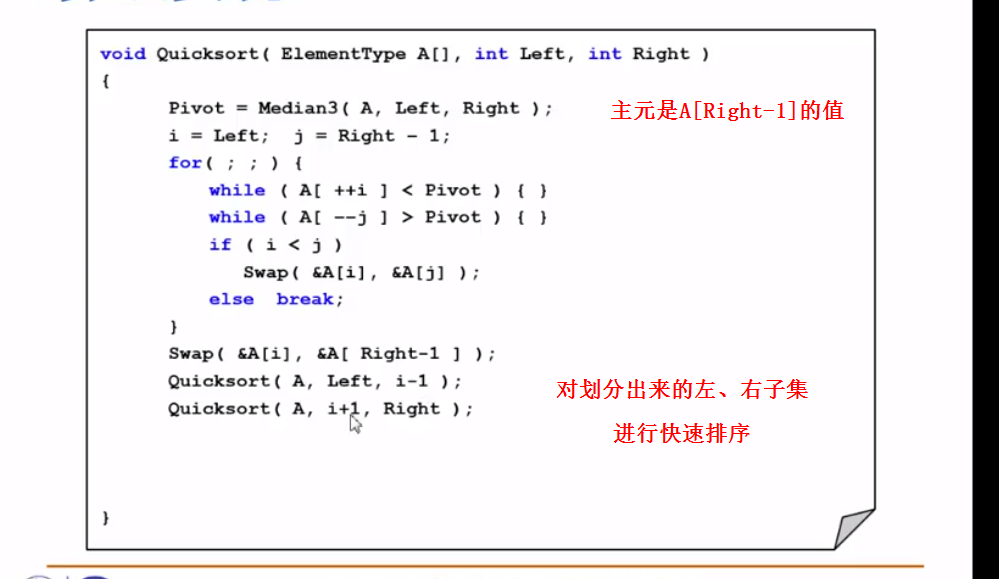 void Quicksort( ElementType A[], int Left, int Right )
{
Pivot = Median3( A, Left, Right ); 主元是A[Right-1]的值
i = Left; j = Right - 1;
for( ; ; ) {
while ( A[ ++i ] < Pivot ) { }
while ( A[ --j ] > Pivot ) { }
if ( i < j )
Swap( &A[i], &A[j] );
else break;
}
Swap( &A[i], &A[ Right-1 ] );
Quicksort( A, Left, i-1 ); 对划分出来的左、右子集
Quicksort( A, i+1, Right ); 进行快速排序
}